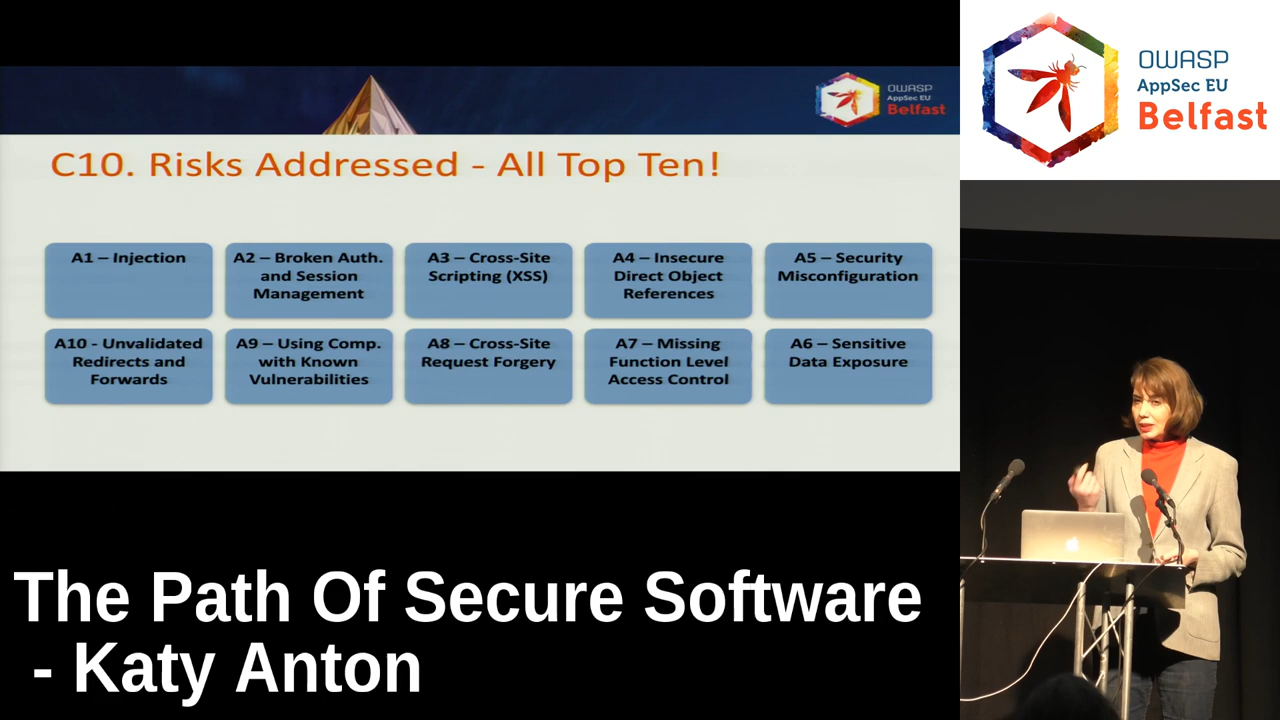 OWASP
AppSec EU
Belfast
C10. Risks Addressed - All Top Ten!
A1 – Injection
A2 – Broken Auth.
and Session
Management
A3 – Cross-Site
Scripting (XSS)
A4 – Insecure
Direct Object
References
A5 – Security
Misconfiguration
A10 - Unvalidated
Redirects and
Forwards
A9 – Using Comp.
with Known
Vulnerabilities
A8 – Cross-Site
Request Forgery
A7 – Missing
Function Level
Access Control
A6 – Sensitive
Data Exposure
The Path Of Secure Software
- Katy Anton
OWASP
AppSec EU
Belfast